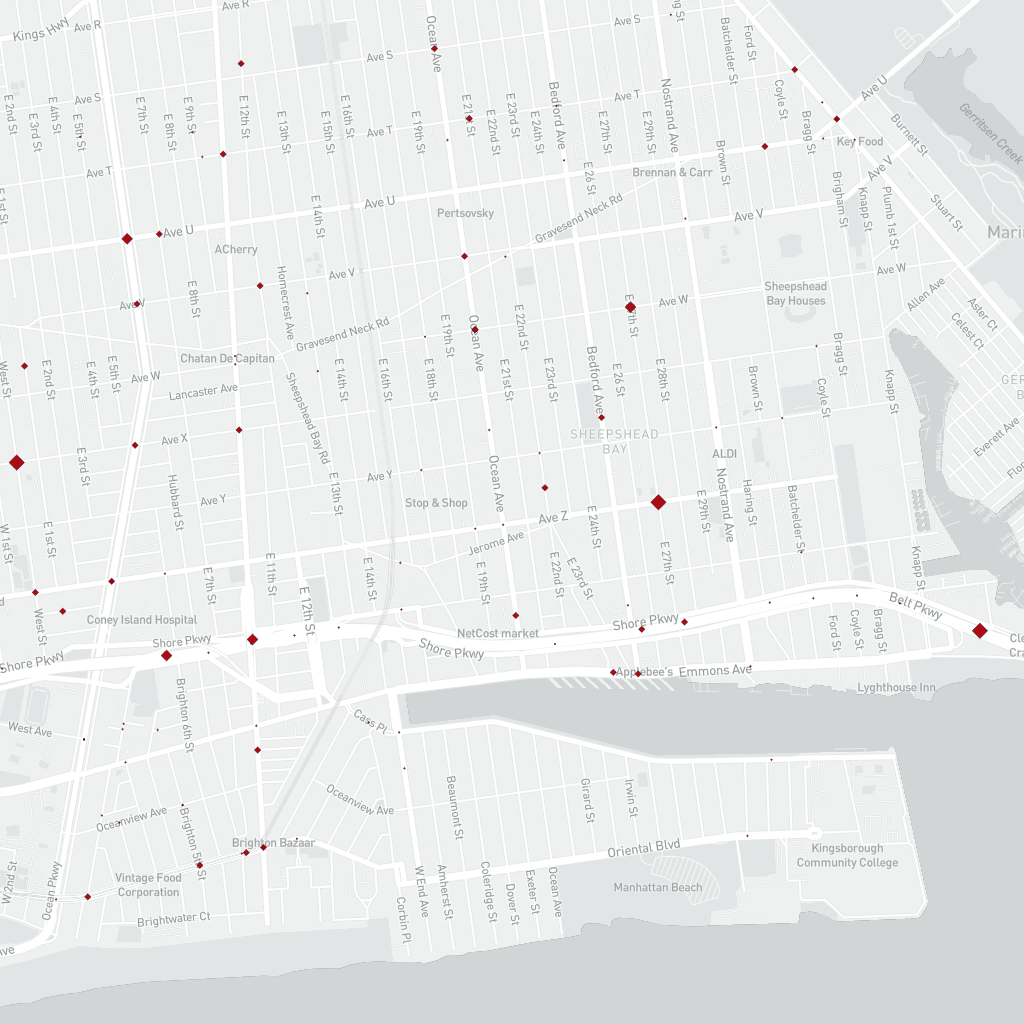 Kings Hwy
Ave R
Ave R
Ocean Ave
Ave S
Batchelder St
Ford St
Ave S
Ave U
Gerritsen Creek
E 2nd St
E 3rd St
E 4th St
E 5th St
Ave S
E 7th St
E 8th St
E 9th St
E 12th St
E 13th St
E 15th St
E 16th St
Ave T
E 19th St
E 21st St
E 22nd St
E 23rd St
E 24th St
Bedford Ave
Ave T
E 27th St
E 29th St
Nostrand Ave
Brown St
Coyle St
Bragg St
Key Food
Burnett St
Ave V
Ave T
E 1st St
E 26 St
Brennan & Carr
Brigham St
Knapp St
Plumb 1st St
Stuart St
Ave U
Pertsovsky
Gravesend Neck Rd
Ave V
Marin
Ave U
E 14th St
ACherry
Ave V
Ave W
Homecrest Ave
Sheepshead
Bay Houses
Allen Ave
Aster Ct
Celest Ct
Ave V
E 8th St
Gravesend Neck Rd
Ocean Ave
E 19th St
E 22nd St
E 27th St
Ave W
Bragg St
Chatan De Capitan
West St
E 2nd St
E 4th St
E 5th St
Ave W
Lancaster Ave
Sheepshead Bay Rd
E 14th St
E 16th St
E 18th St
E 21st St
E 23rd St
Bedford Ave
E 26 St
E 28th St
Brown St
Coyle St
Knapp St
GER
B
Everett Ave
Ave X
E 3rd St
SHEEPSHEAD
BAY
ALDI
Ave Y
E 13th St
Ocean Ave
Hubbard St
Ave Y
Stop & Shop
Ave Z
E 24th St
E 29th St
Nostrand Ave
Haring St
Batchelder St
W 1st St
E 1st St
Jerome Ave
E 7th St
E 11th St
E 12th St
E 14th St
E 19th St
E 22nd St
E 23rd St
E 27th St
Knapp St
Belt Pkwy
West St
Coney Island Hospital
Shore Pkwy
NetCost market
Shore Pkwy
Ford St
Coyle St
Bragg St
Shore Pkwy
Shore Pkwy
Applebee's
Emmons Ave
Lyghthouse Inn
Brighton 6th St
West Ave
Cass Pl
Oceanview Ave
Beaumont St
Girard St
Irwin St
Oceanview Ave
Brighton 5th St
Brighton Bazaar
Oriental Blvd
Kingsborough
Community College
W 2nd St
Ocean Pkwy
Vintage Food
Corporation
Manhattan Beach
Brightwater Ct
Corbin Pl
W End Ave
Amherst St
Coleridge St
Dover St
Exeter St
Ocean Ave